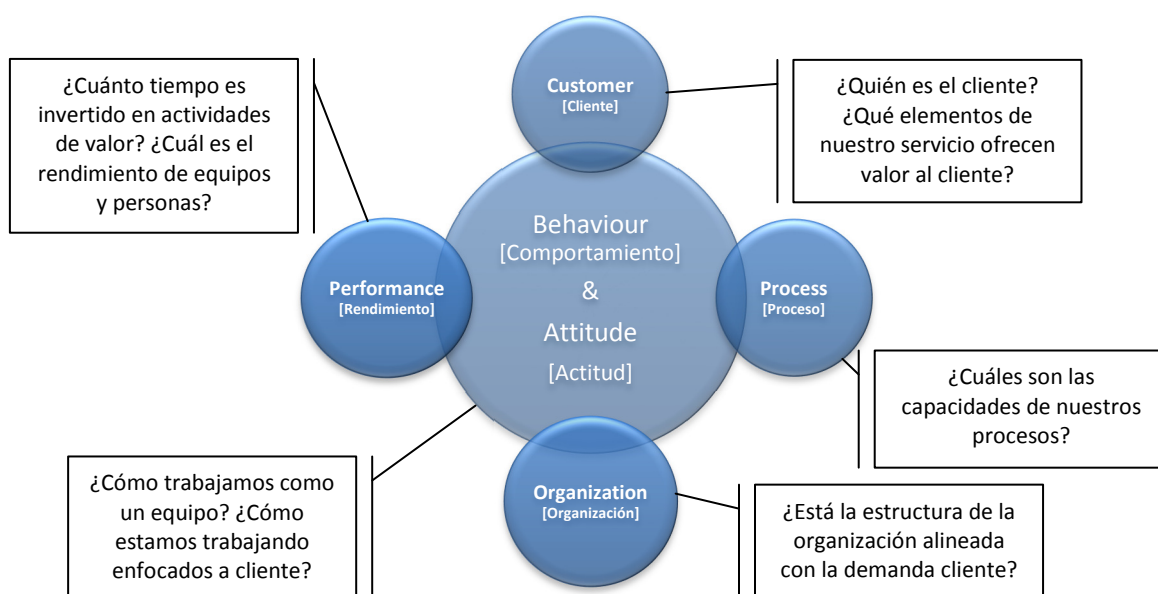 ¿Cuánto tiempo es
invertido en actividades
de valor? ¿Cuál es el
rendimiento de equipos
y personas?
Customer
[Cliente]
¿Quién es el cliente?
¿Qué elementos de
nuestro servicio ofrecen
valor al cliente?
Behaviour
[Comportamiento]
&
Attitude
[Actitud]
Performance
[Rendimiento]
Process
[Proceso]
¿Cuáles son las
capacidades de nuestros
procesos?
¿Cómo trabajamos como
un equipo? ¿Cómo
estamos trabajando
enfocados a cliente?
Organization
[Organización]
¿Está la estructura de la
organización alineada
con la demanda cliente?